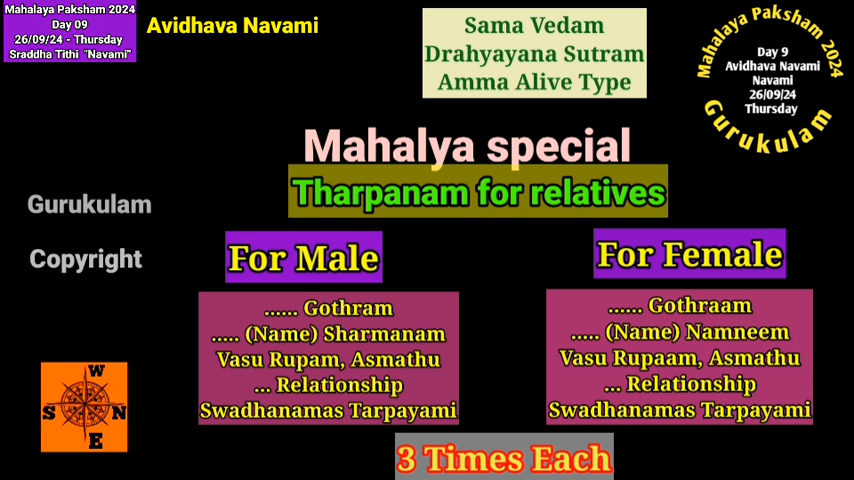 Mahalaya Paksham 2024
Day 09
26/09/24 - Thursday
Sraddha Tithi "Navami"
Avidhava Navami
Sama Vedam
Drahyayana Sutram
Amma Alive Type
Mahalaya Paksham 2024
Day 9
Avidhava Navami
Navami
26/09/24
Thursday
Gurukulam
Mahalya special
Tharpanam for relatives
Gurukulam
Copyright
For Male
...... Gothram
..... (Name) Sharmanam
Vasu Rupam, Asmathu
... Relationship
Swadhanamas Tarpayami
For Female
...... Gothraam
..... (Name) Namneem
Vasu Rupaam, Asmathu
... Relationship
Swadhanamas Tarpayami
W
S N
E
3 Times Each